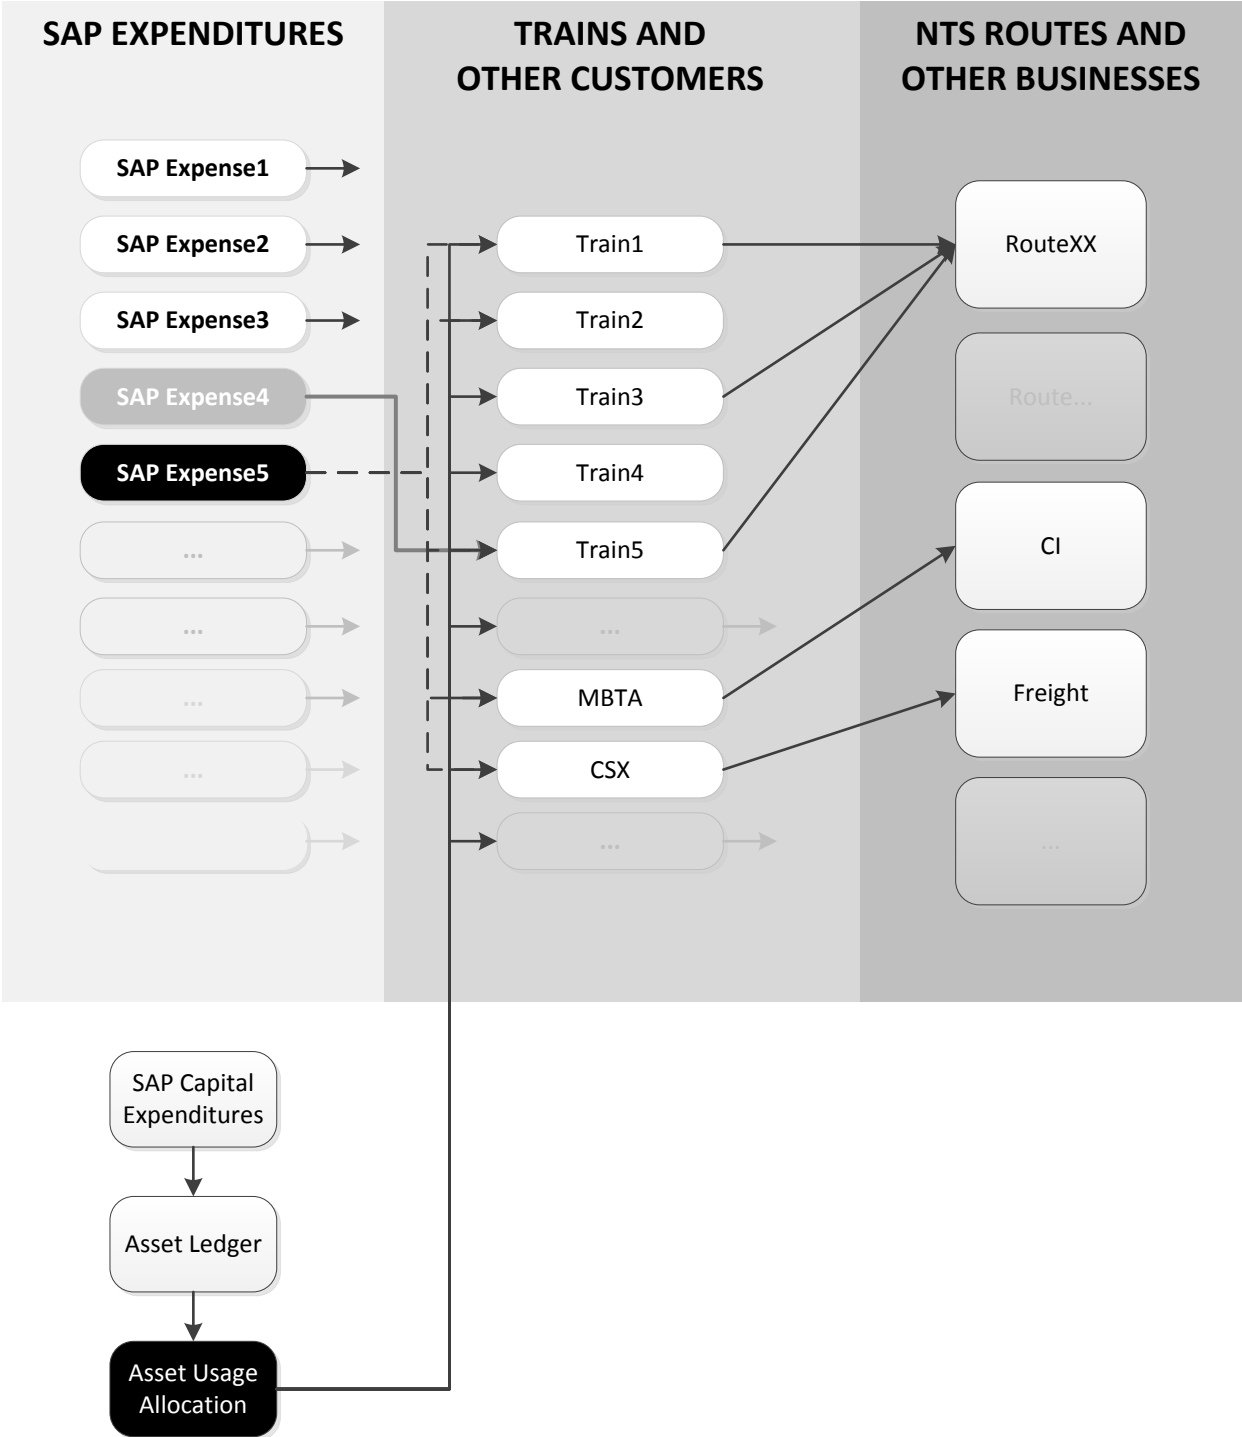 SAP EXPENDITURES
TRAINS AND
OTHER CUSTOMERS
NTS ROUTES AND
OTHER BUSINESSES
SAP Expense1
SAP Expense2
SAP Expense3
SAP Expense4
SAP Expense5
...
...
...
...
Train1
Train2
Train3
Train4
Train5
...
MBTA
CSX
...
RouteXX
Route...
CI
Freight
...
SAP Capital
Expenditures
Asset Ledger
Asset Usage
Allocation